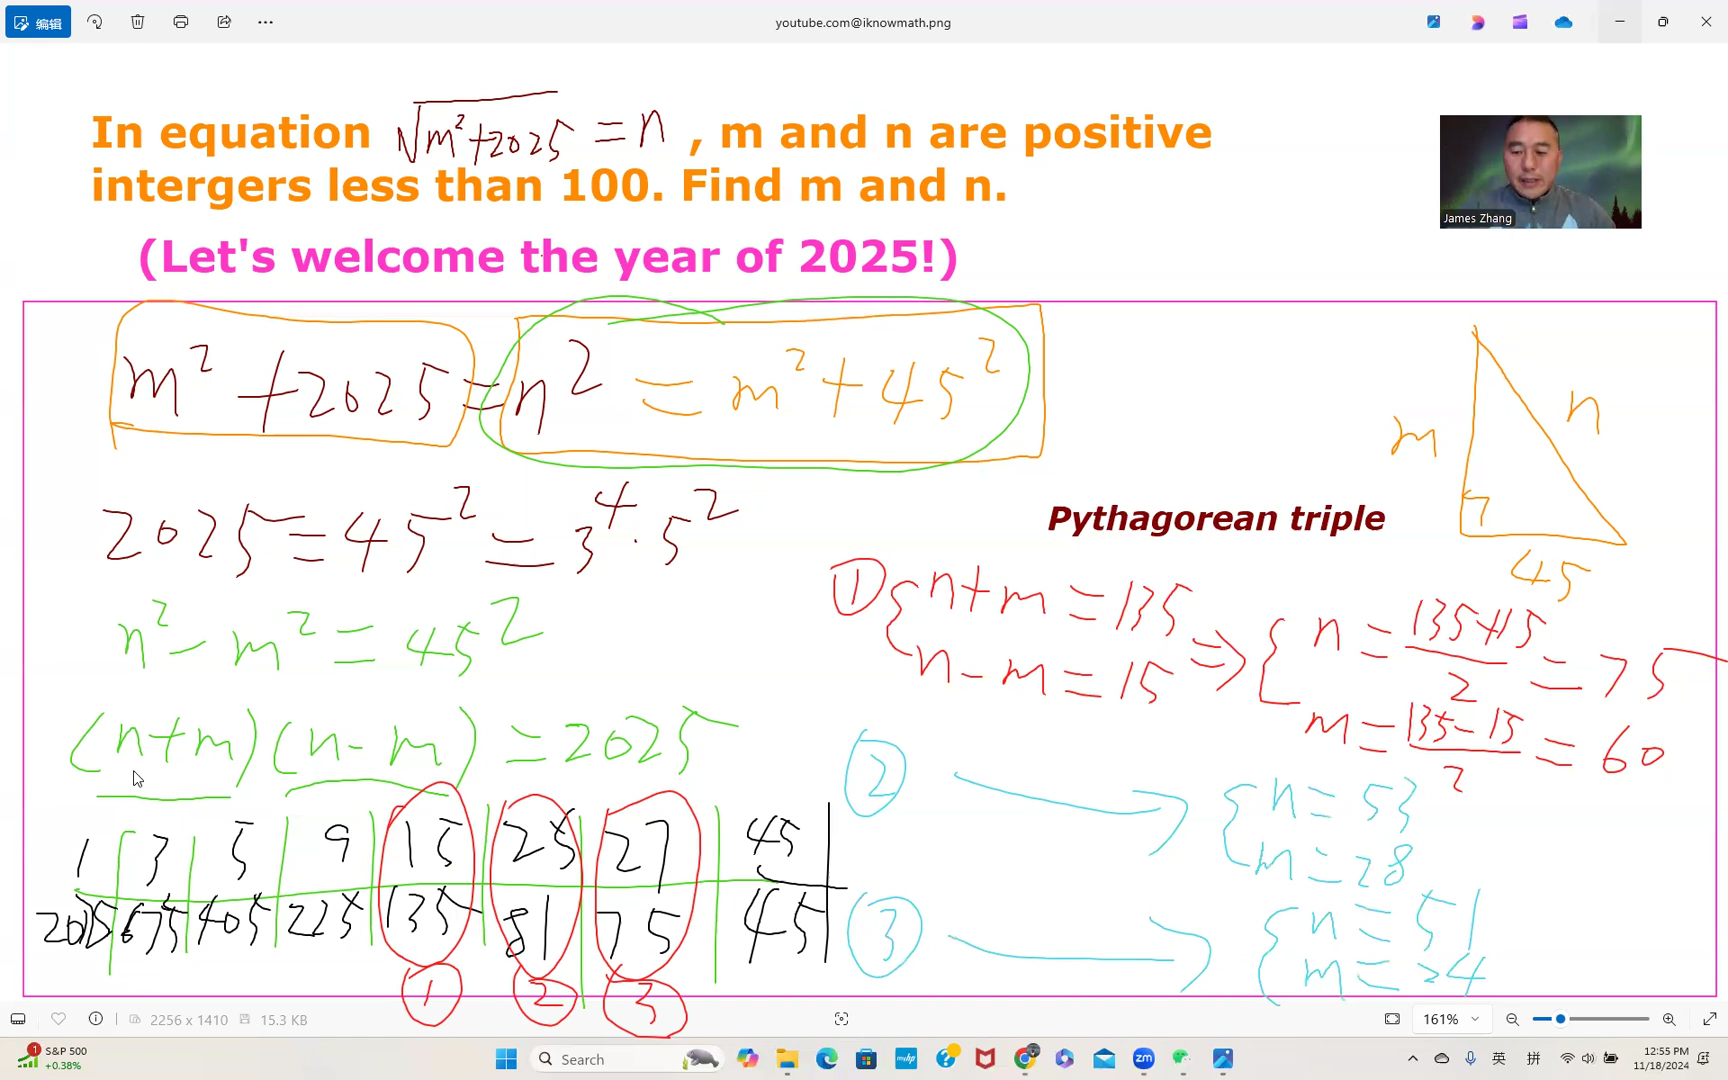 编辑
youtube.com@iknowmath.png
In equation √m²+2025 = n , m and n are positive
intergers less than 100. Find m and n.
(Let's welcome the year of 2025!)
James Zhang
m² + 2025 = n² = m² + 45²
m
n
45
Pythagorean triple
2025 = 45² = 3⁴ · 5²
n² - m² = 45²
(n+m)(n-m) = 2025
1 3 5 9 15 25 27 45
2025 675 405 225 135 81 75 45
① ② ③
① { n+m = 135 ⇒ { n = 135+15 / 2 = 75
n-m = 15 m = 135-15 / 2 = 60
② → { n = 53
m = 28
③ → { n = 51
m = 24
2256 x 1410
15.3 KB
161%
1
S&P 500
+0.38%
Search
myhp
zm
英
拼
12:55 PM
11/18/2024